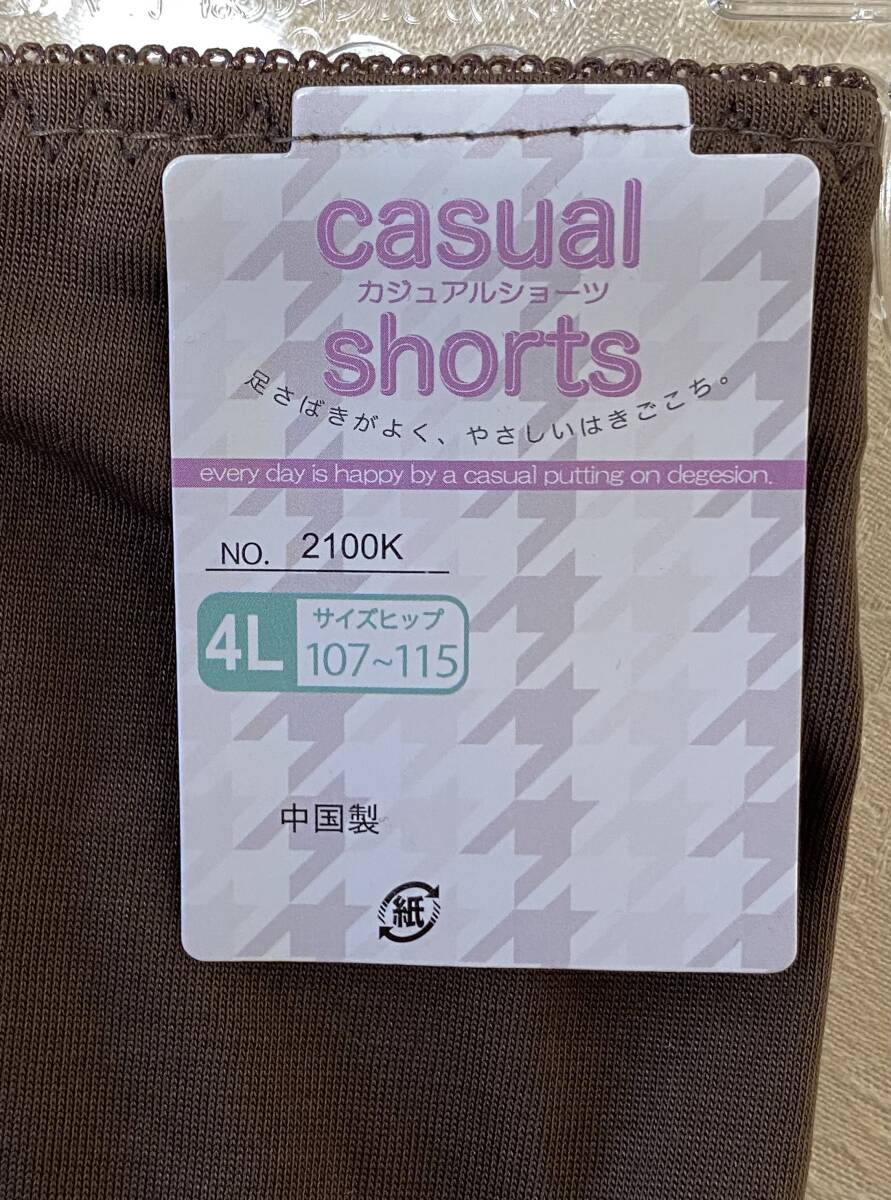 casual
カジュアルショーツ
shorts
足さばきがよく、やさしいはきごこち。
every day is happy by a casual putting on degesion.
NO. 2100K
4L
サイズヒップ
107~115
中国製
紙